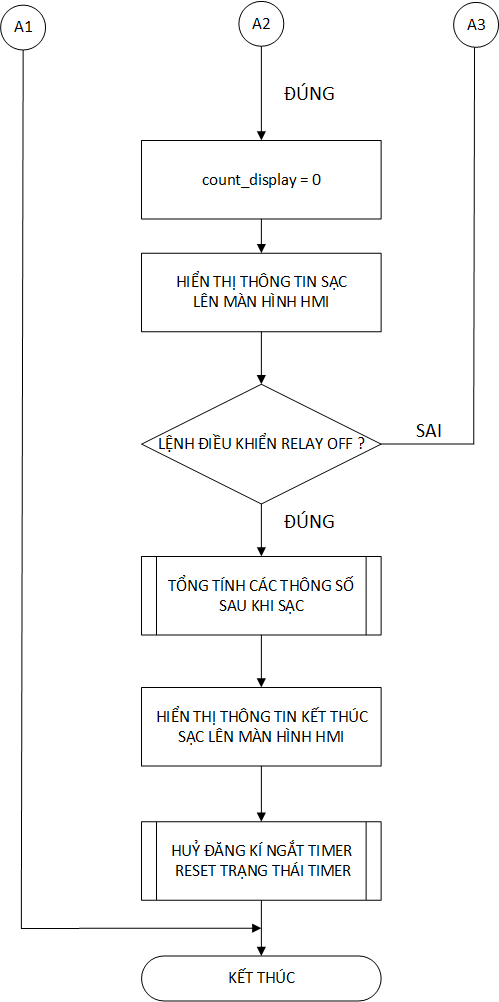 A1
A2
A3
ĐÚNG
count_display = 0
HIỂN THỊ THÔNG TIN SẠC
LÊN MÀN HÌNH HMI
LỆNH ĐIỀU KHIỂN RELAY OFF ?
SAI
ĐÚNG
TỔNG TÍNH CÁC THÔNG SỐ
SAU KHI SẠC
HIỂN THỊ THÔNG TIN KẾT THÚC
SẠC LÊN MÀN HÌNH HMI
HUỶ ĐĂNG KÍ NGẮT TIMER
RESET TRẠNG THÁI TIMER
KẾT THÚC